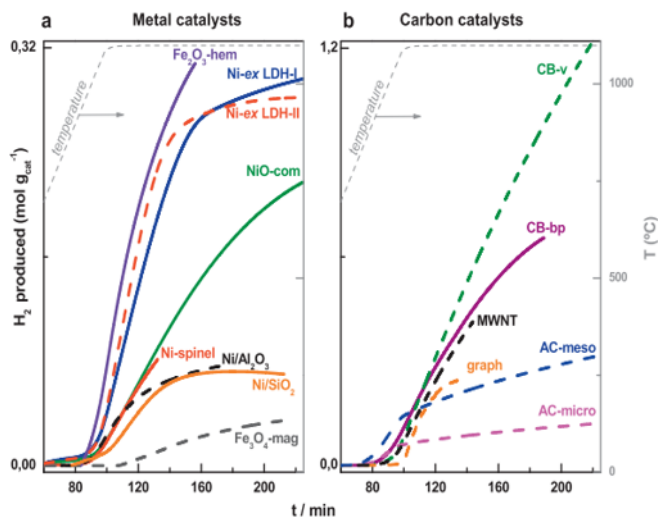 a Metal catalysts
b Carbon catalysts
0,32
1,2
Fe₂O₃-hem
Ni-ex LDH-I
CB-v
temperature
temperature
1000
Ni-ex LDH-II
NiO-com
CB-bp
H₂ produced (mol g꜀ₐₜ⁻¹)
T (ºC)
500
MWNT
Ni-spinel
Ni/Al₂O₃
AC-meso
graph
Ni/SiO₂
AC-micro
Fe₃O₄-mag
0,00
0,0
0
80
120
160
200
80
120
160
200
t / min